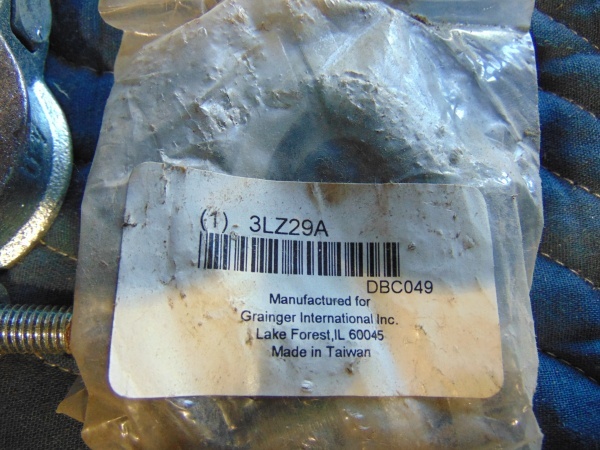 (1) 3LZ29A
DBC049
Manufactured for
Grainger International Inc.
Lake Forest,IL 60045
Made in Taiwan